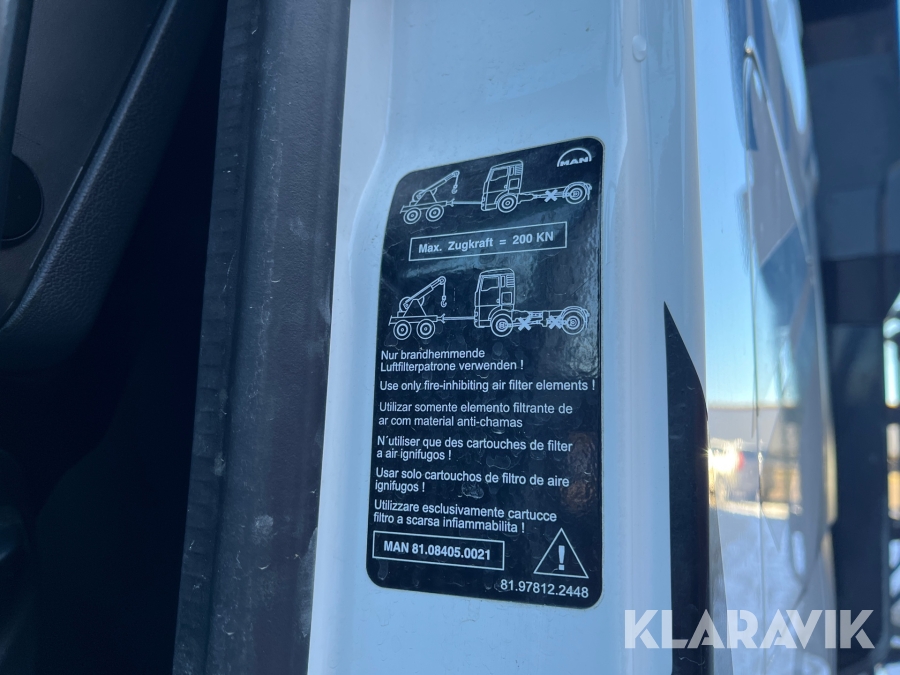 MAN
Max. Zugkraft = 200 KN
Nur brandhemmende
Luftfilterpatrone verwenden !
Use only fire-inhibiting air filter elements !
Utilizar somente elemento filtrante de
ar com material anti-chamas
N´utiliser que des cartouches de filter
a air ignifugos !
Usar solo cartouchos de filtro de aire
ignifugos !
Utilizzare esclusivamente cartucce
filtro a scarsa infiammabilita !
MAN 81.08405.0021
!
81.97812.2448
KLARAVIK